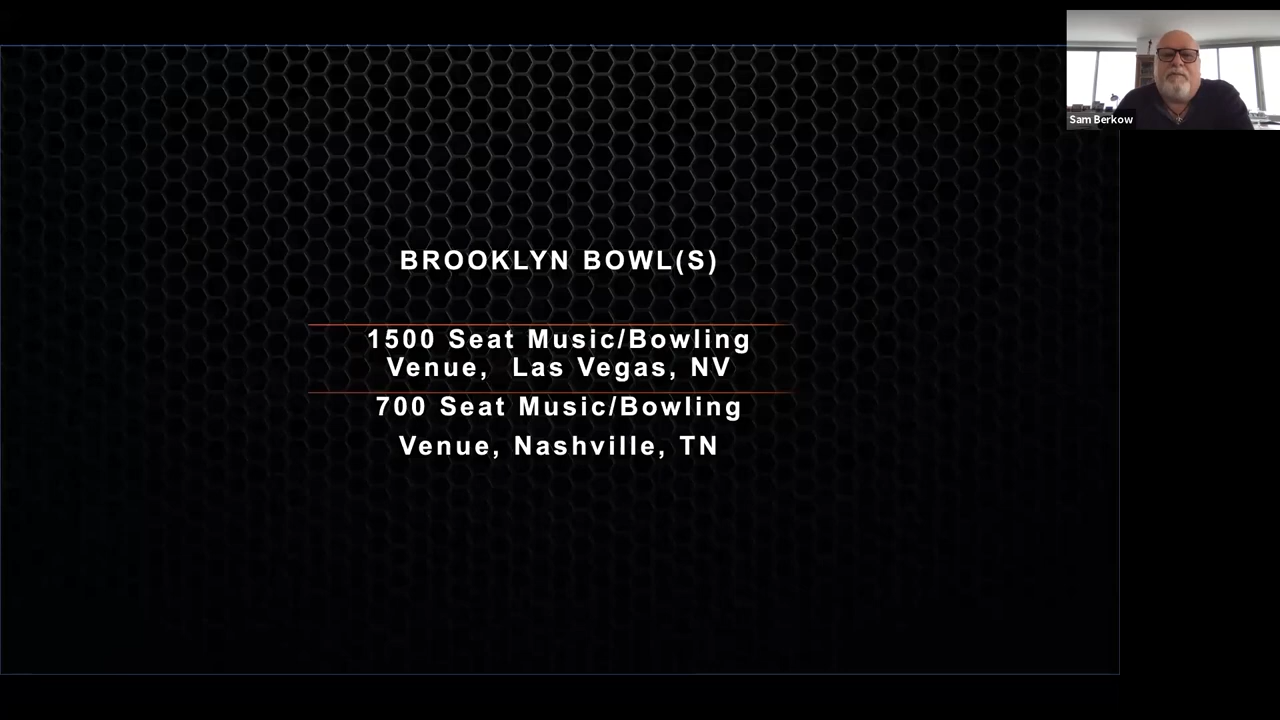 BROOKLYN BOWL(S)
1500 Seat Music/Bowling
Venue, Las Vegas, NV
700 Seat Music/Bowling
Venue, Nashville, TN
Sam Berkow